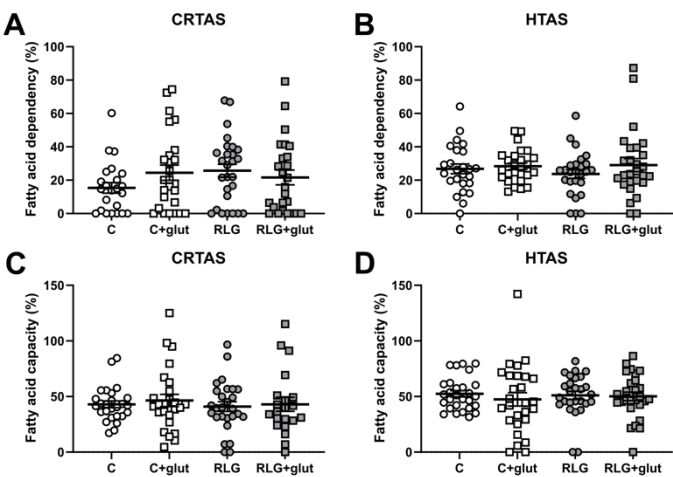 A
CRTAS
Fatty acid dependency (%)
100
80
60
40
20
0
C
C+glut
RLG
RLG+glut
B
HTAS
Fatty acid dependency (%)
100
80
60
40
20
0
C
C+glut
RLG
RLG+glut
C
CRTAS
Fatty acid capacity (%)
150
100
50
0
C
C+glut
RLG
RLG+glut
D
HTAS
Fatty acid capacity (%)
150
100
50
0
C
C+glut
RLG
RLG+glut